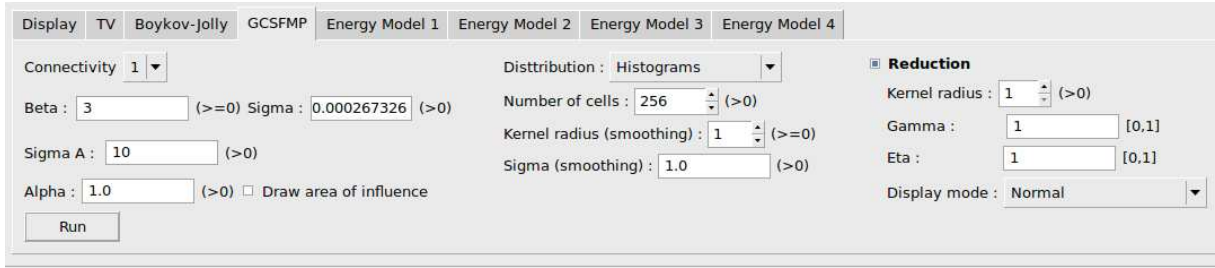 Display TV Boykov-Jolly GCSFMP Energy Model 1 Energy Model 2 Energy Model 3 Energy Model 4
Connectivity 1
Beta : 3 (>=0) Sigma : 0.000267326 (>0)
Sigma A : 10 (>0)
Alpha : 1.0 (>0) Draw area of influence
Run
Disttribution : Histograms
Number of cells : 256 (>0)
Kernel radius (smoothing) : 1 (>=0)
Sigma (smoothing) : 1.0 (>0)
Reduction
Kernel radius : 1 (>0)
Gamma : 1 [0,1]
Eta : 1 [0,1]
Display mode : Normal